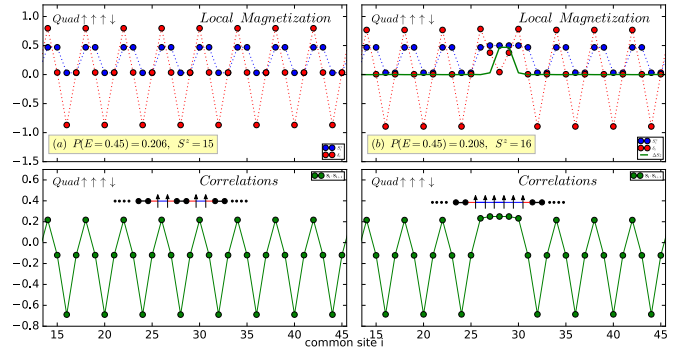 Quad↑↑↑↓ Local Magnetization
Quad↑↑↑↓ Local Magnetization
1.0
0.5
0.0
−0.5
−1.0
−1.5
(a) P(E=0.45)=0.206, S^z=15
(b) P(E=0.45)=0.208, S^z=16
Quad↑↑↑↓ Correlations
Quad↑↑↑↓ Correlations
0.6
0.4
0.2
0.0
−0.2
−0.4
−0.6
−0.8
15 20 25 30 35 40 45
15 20 25 30 35 40 45
common site i